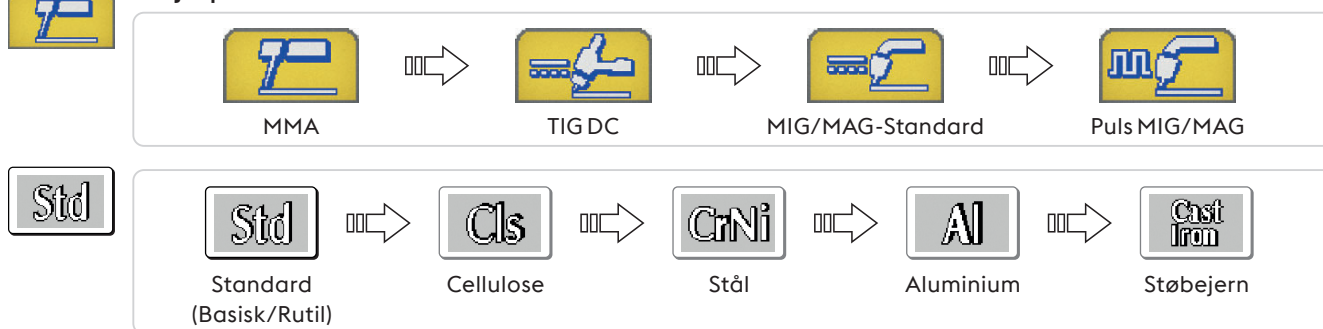 MMA
TIG DC
MIG/MAG-Standard
Puls MIG/MAG
Std
Std
Cls
CrNi
Al
Cast
Iron
Standard
(Basisk/Rutil)
Cellulose
Stål
Aluminium
Støbejern